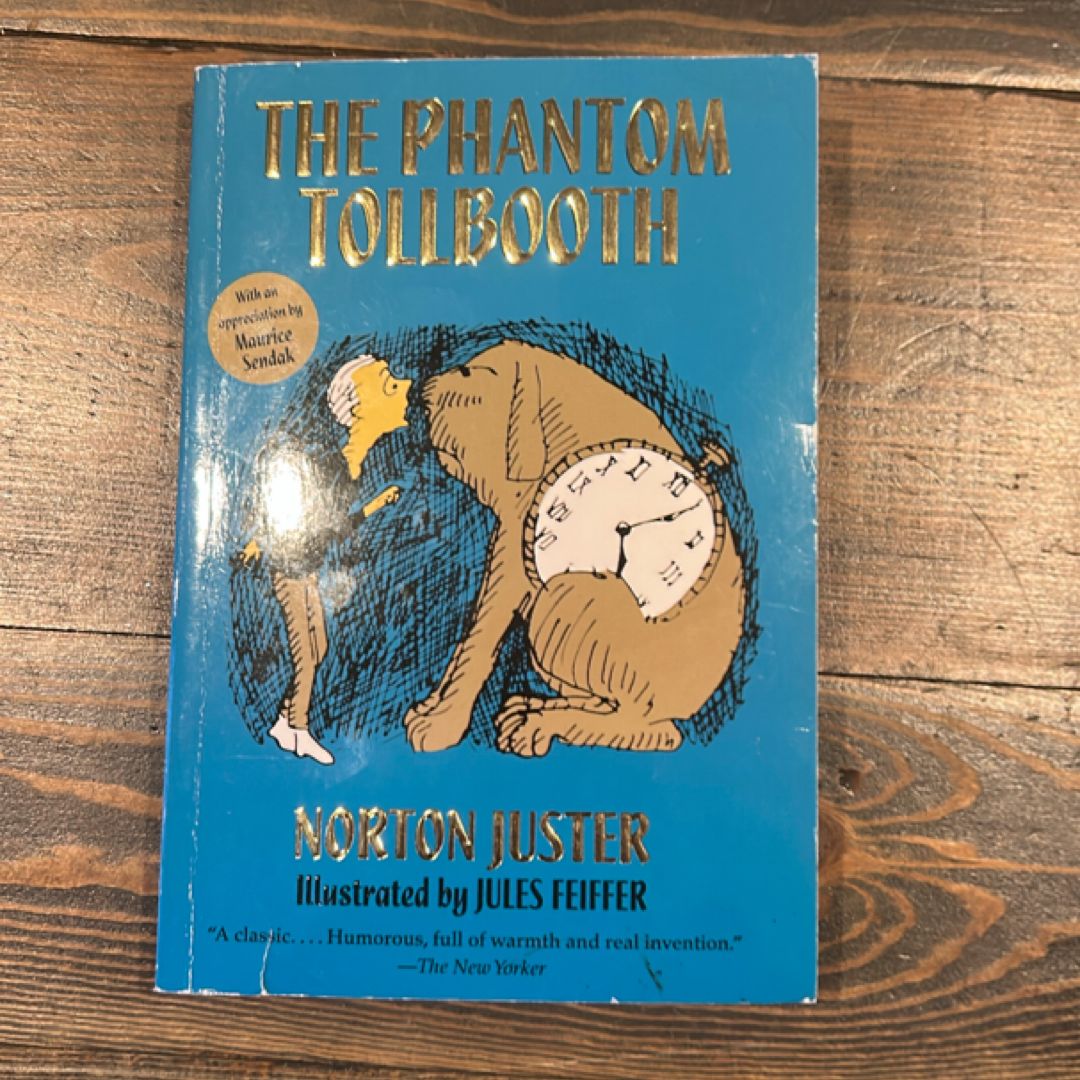 THE PHANTOM
TOLLBOOTH
With an
appreciation by
Maurice
Sendak
NORTON JUSTER
Illustrated by JULES FEIFFER
“A classic. . . . Humorous, full of warmth and real invention.”
—The New Yorker